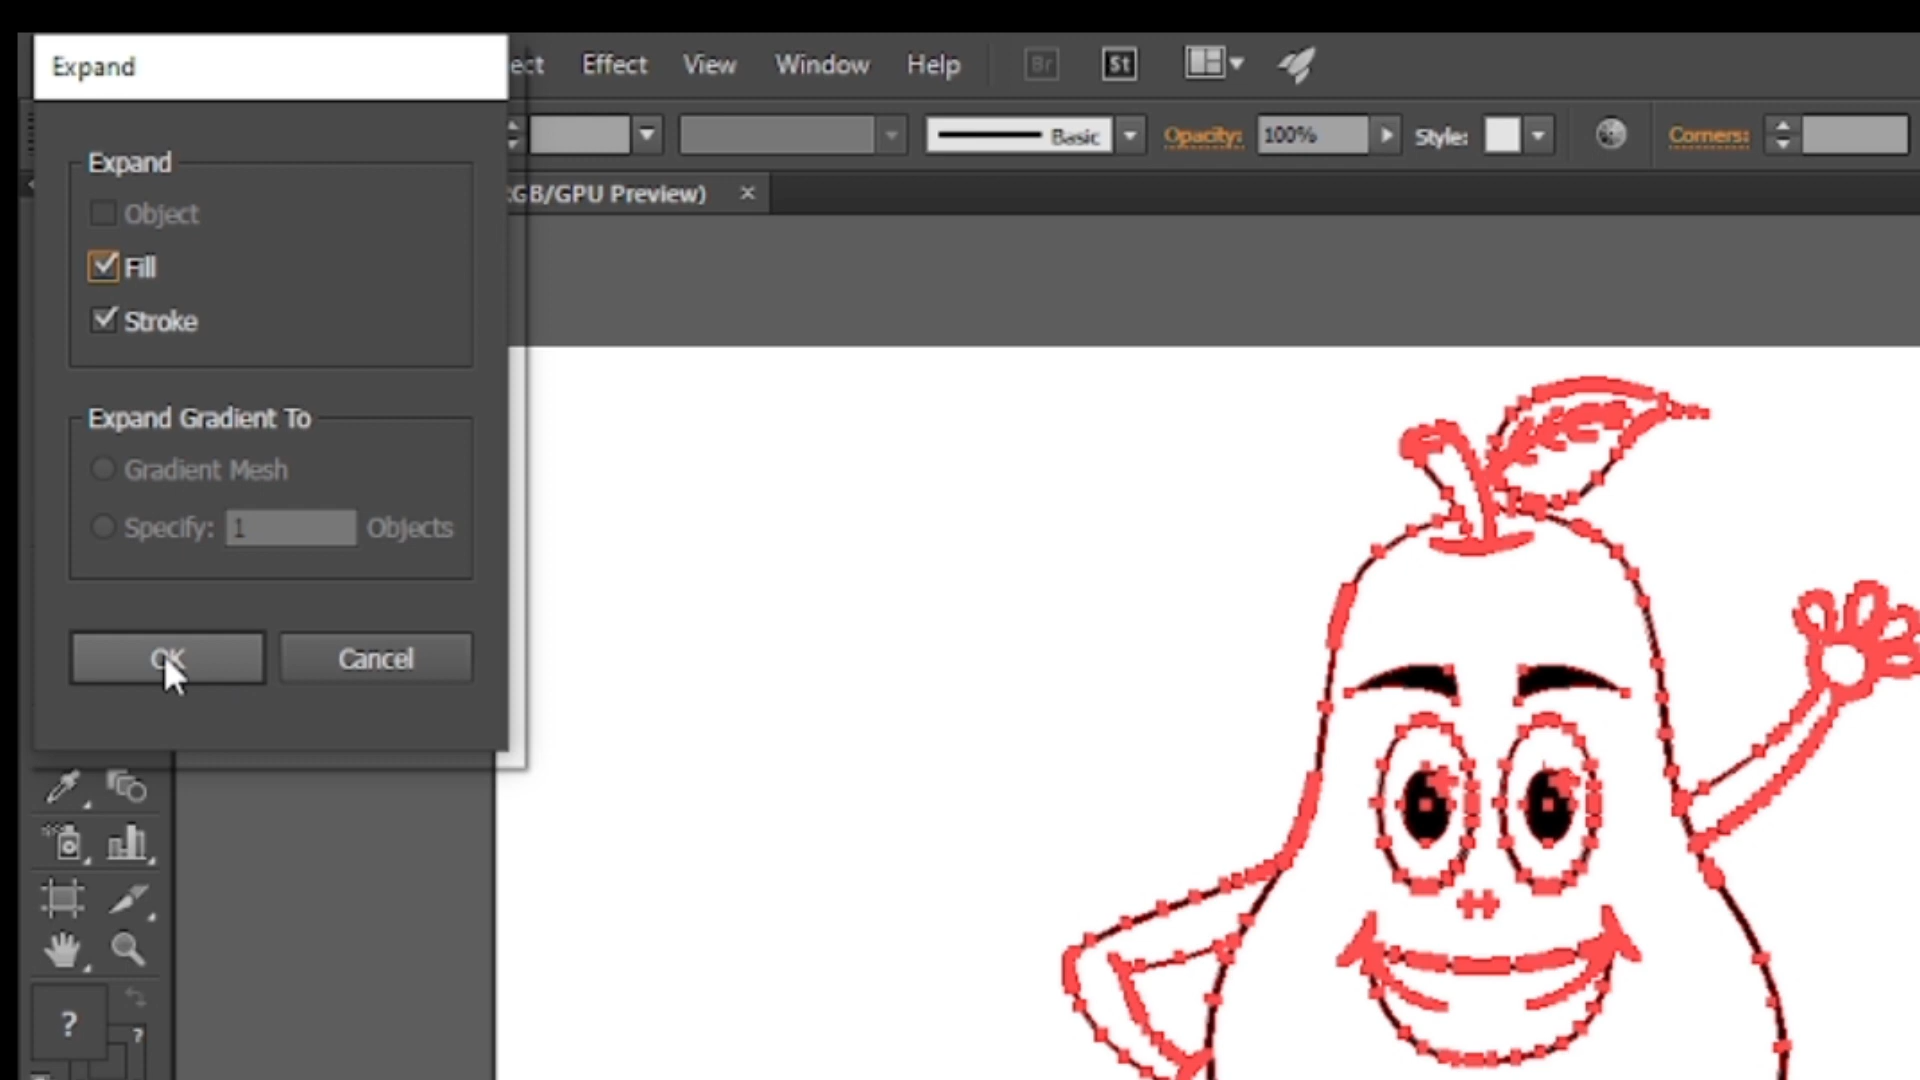 Expand
ect Effect View Window Help Br St
Basic Opacity: 100% Style: Corners:
GB/GPU Preview) ×
Expand
Object
Fill
Stroke
Expand Gradient To
Gradient Mesh
Specify: 1 Objects
OK Cancel
?
?